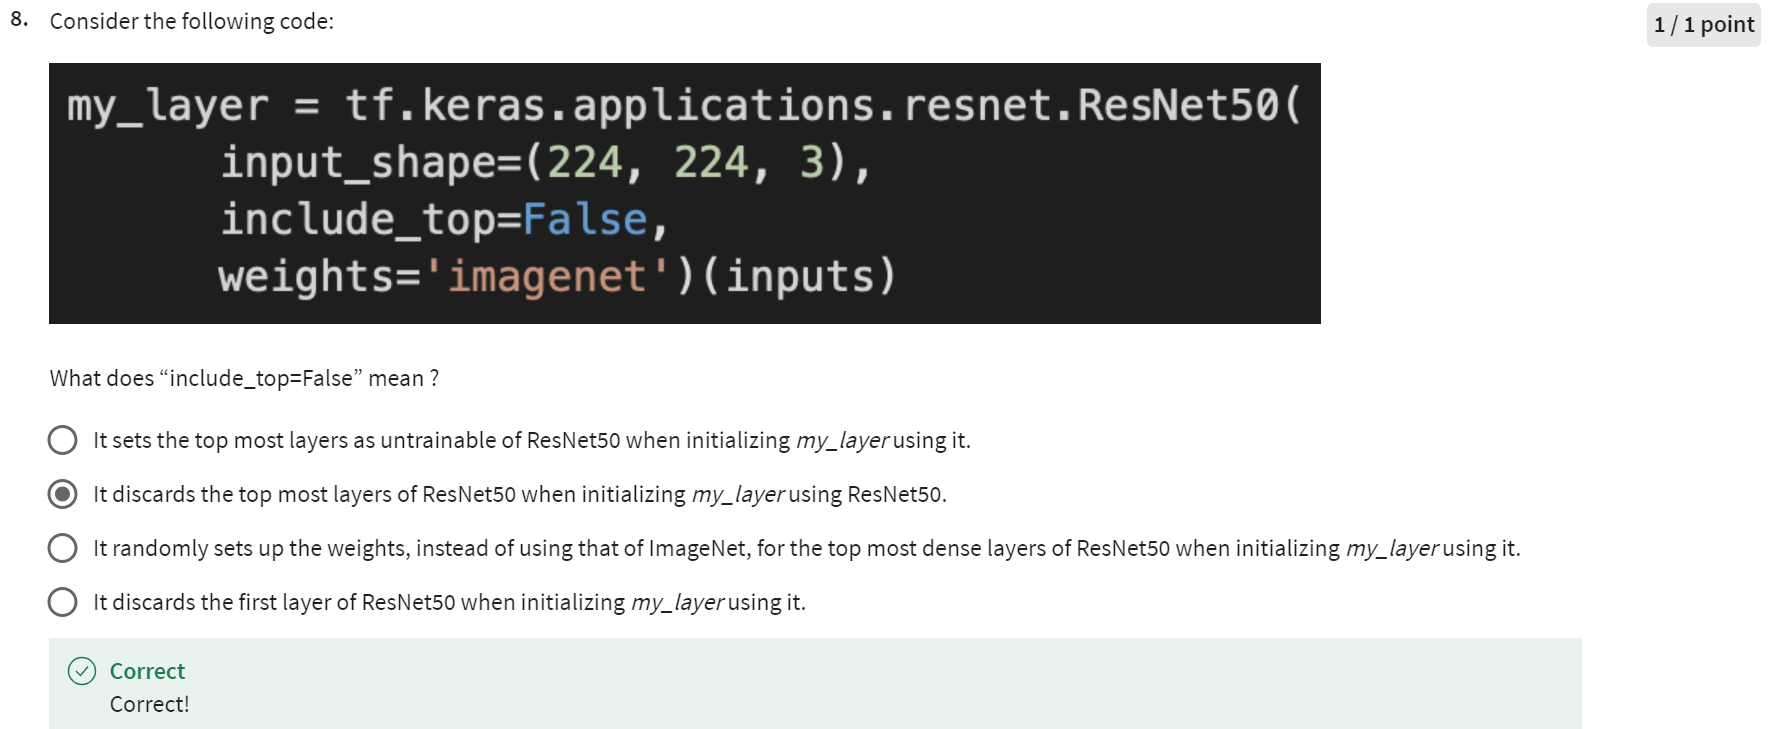 8. Consider the following code:
1 / 1 point
my_layer = tf.keras.applications.resnet.ResNet50(
input_shape=(224, 224, 3),
include_top=False,
weights='imagenet')(inputs)
What does “include_top=False” mean ?
It sets the top most layers as untrainable of ResNet50 when initializing my_layer using it.
It discards the top most layers of ResNet50 when initializing my_layer using ResNet50.
It randomly sets up the weights, instead of using that of ImageNet, for the top most dense layers of ResNet50 when initializing my_layer using it.
It discards the first layer of ResNet50 when initializing my_layer using it.
Correct
Correct!